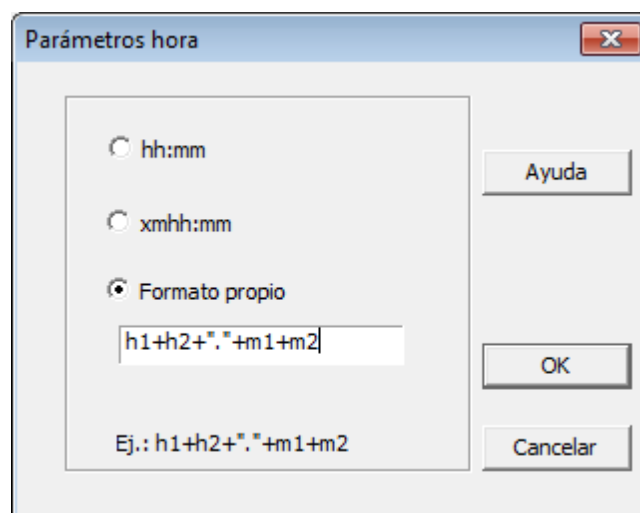 Parámetros hora
hh:mm
Ayuda
xmhh:mm
Formato propio
h1+h2+"."+m1+m2
OK
Ej.: h1+h2+"."+m1+m2
Cancelar